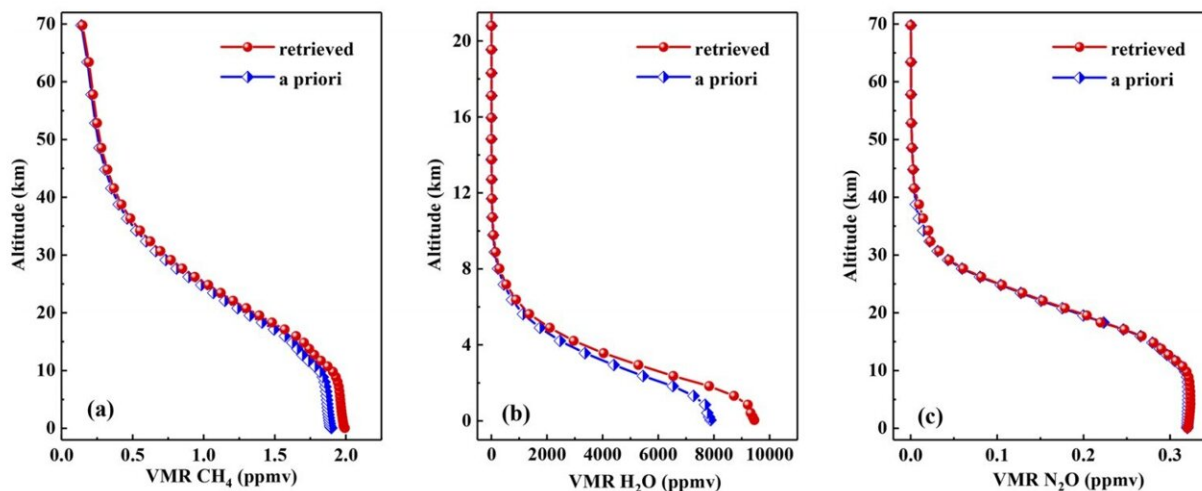 70
60
50
40
30
20
10
0
Altitude (km)
retrieved
a priori
(a)
0.0 0.5 1.0 1.5 2.0
VMR CH₄ (ppmv)
20
16
12
8
4
0
Altitude (km)
retrieved
a priori
(b)
0 2000 4000 6000 8000 10000
VMR H₂O (ppmv)
70
60
50
40
30
20
10
0
Altitude (km)
retrieved
a priori
(c)
0.0 0.1 0.2 0.3
VMR N₂O (ppmv)